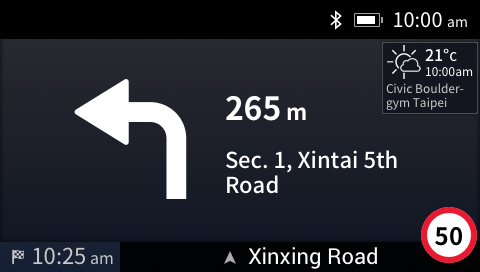 10:00 am
21°C
10:00am
Civic Boulder-
gym Taipei
265 m
Sec. 1, Xintai 5th
Road
50
10:25 am
Xinxing Road